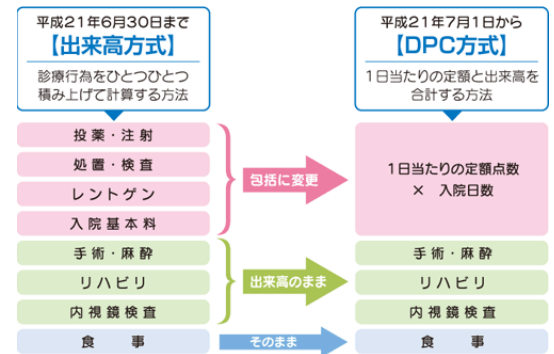 平成21年6月30日まで
【出来高方式】
診療行為をひとつひとつ
積み上げて計算する方法
投薬・注射
処置・検査
レントゲン
入院基本料
手術・麻酔
リハビリ
内視鏡検査
食事
包括に変更
出来高のまま
そのまま
平成21年7月1日から
【DPC方式】
1日当たりの定額と出来高を
合計する方法
1日当たりの定額点数
× 入院日数
手術・麻酔
リハビリ
内視鏡検査
食事